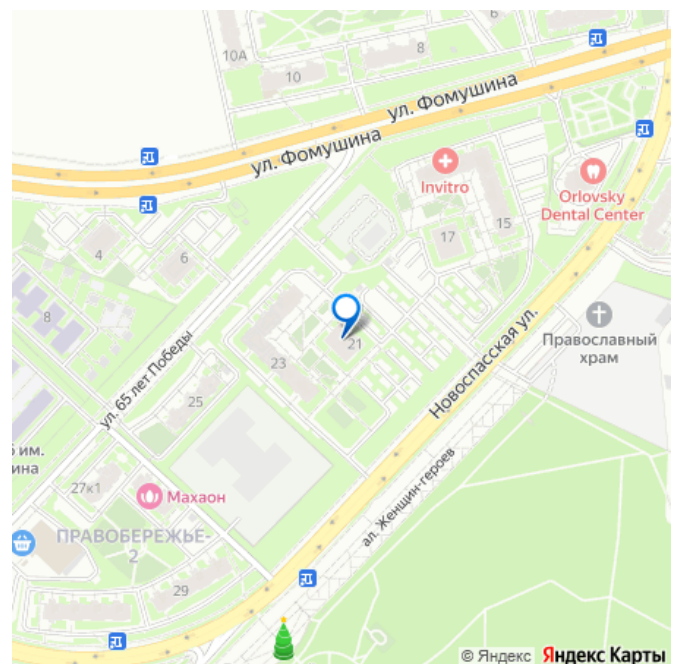 10А
10
8
ул. Фомушина
ул. Фомушина
Invitro
Orlovsky
Dental Center
15
17
4
6
8
21
23
25
Новоспасская ул.
Православный
храм
ул. 65 лет Победы
ал. Женщин-героев
им.
ина
27к1
Махаон
ПРАВОБЕРЕЖЬЕ-
2
29
© Яндекс Яндекс Карты